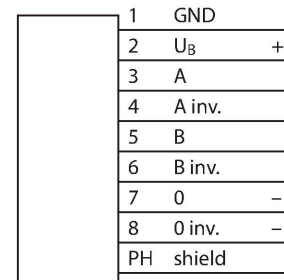 1 GND
2 U_B +
3 A
4 A inv.
5 B
6 B inv.
7 0 –
8 0 inv. –
PH shield